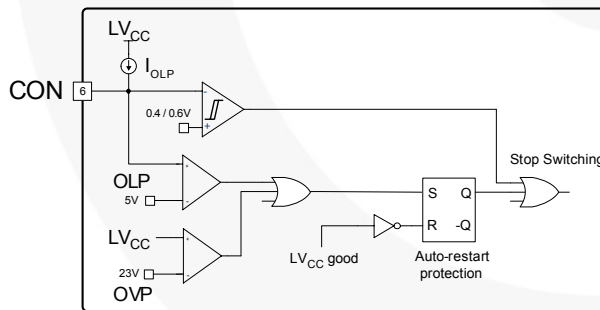 LVCC
IOLP
CON
6
0.4 / 0.6V
-
+
Stop Switching
OLP
5V
+
-
S
Q
R
-Q
LVCC
23V
+
-
OVP
LVCC good
Auto-restart
protection